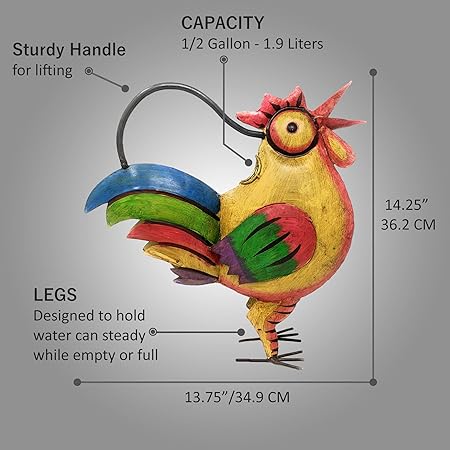 CAPACITY
1/2 Gallon - 1.9 Liters
Sturdy Handle
for lifting
14.25”
36.2 CM
LEGS
Designed to hold
water can steady
while empty or full
13.75”/34.9 CM